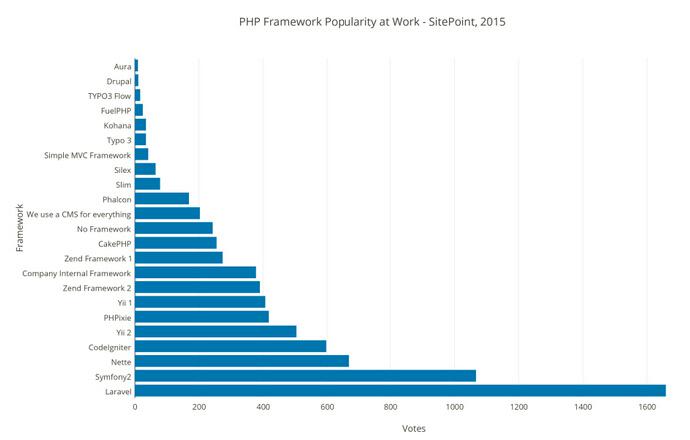 PHP Framework Popularity at Work - SitePoint, 2015
Aura
Drupal
TYPO3 Flow
FuelPHP
Kohana
Typo 3
Simple MVC Framework
Silex
Slim
Phalcon
We use a CMS for everything
No Framework
CakePHP
Zend Framework 1
Company Internal Framework
Zend Framework 2
Yii 1
PHPixie
Yii 2
CodeIgniter
Nette
Symfony2
Laravel
Framework
0 200 400 600 800 1000 1200 1400 1600
Votes